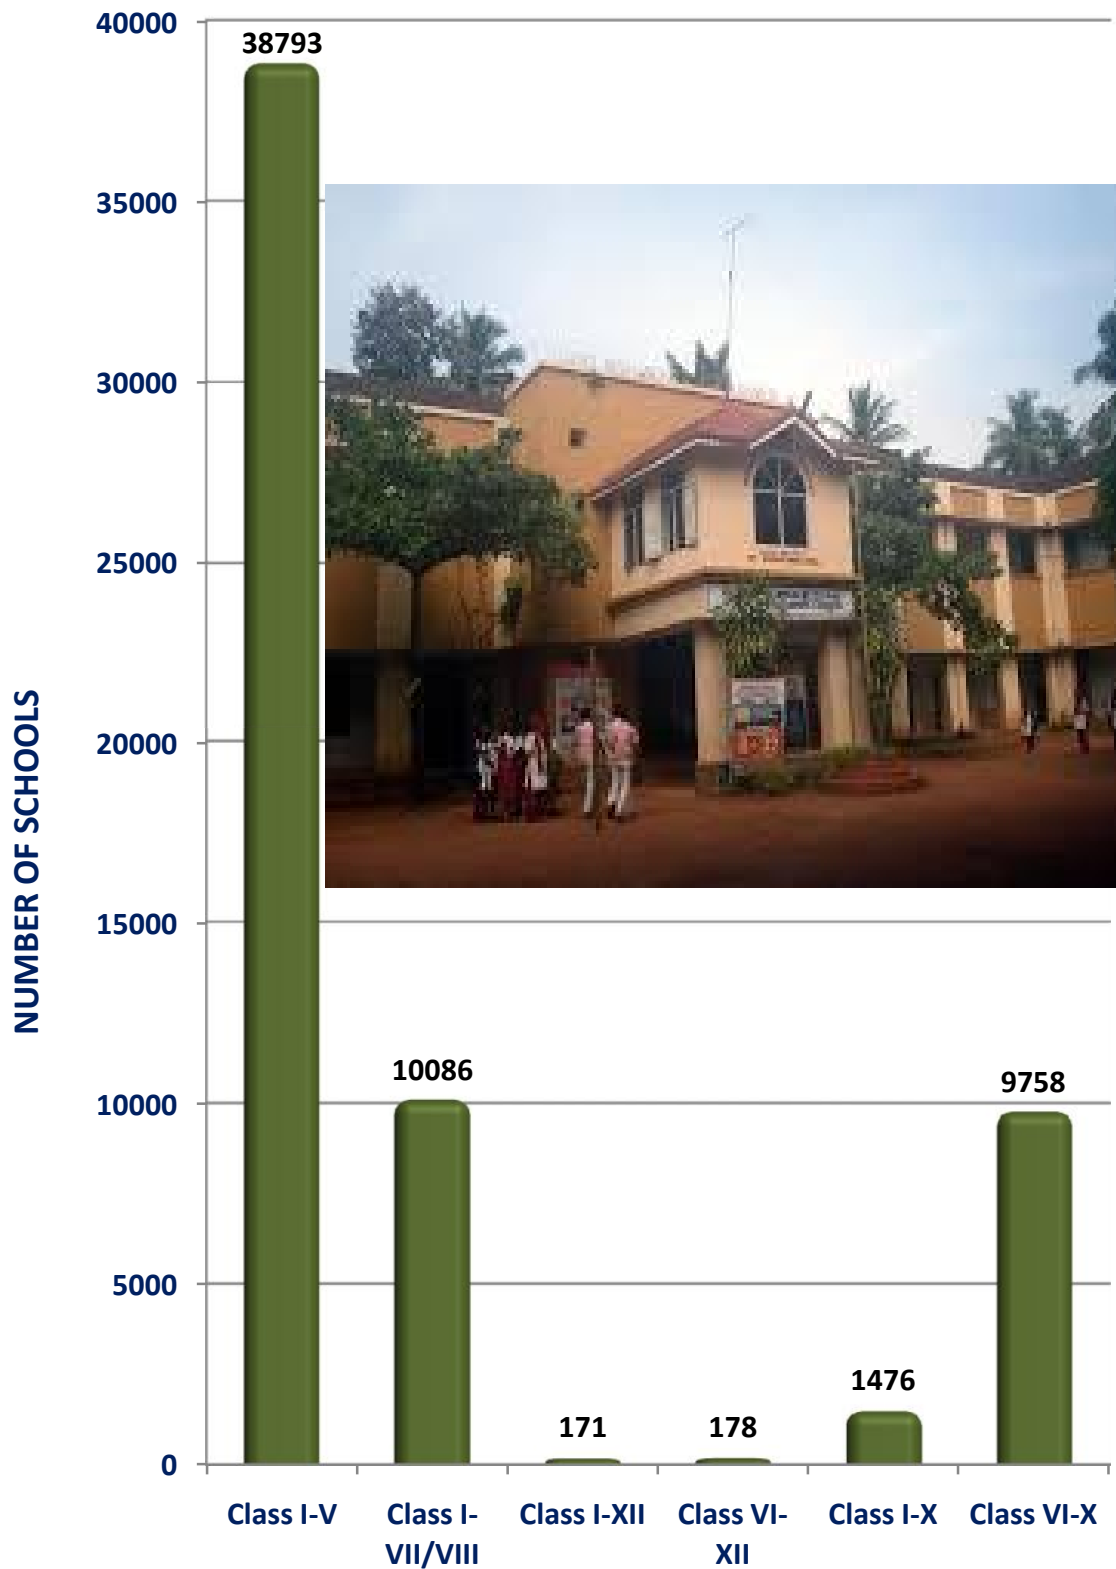 40000
38793
35000
30000
25000
20000
15000
10000
5000
0
NUMBER OF SCHOOLS
10086
171
178
1476
9758
Class I-V
Class I-
VII/VIII
Class I-XII
Class VI-
XII
Class I-X
Class VI-X